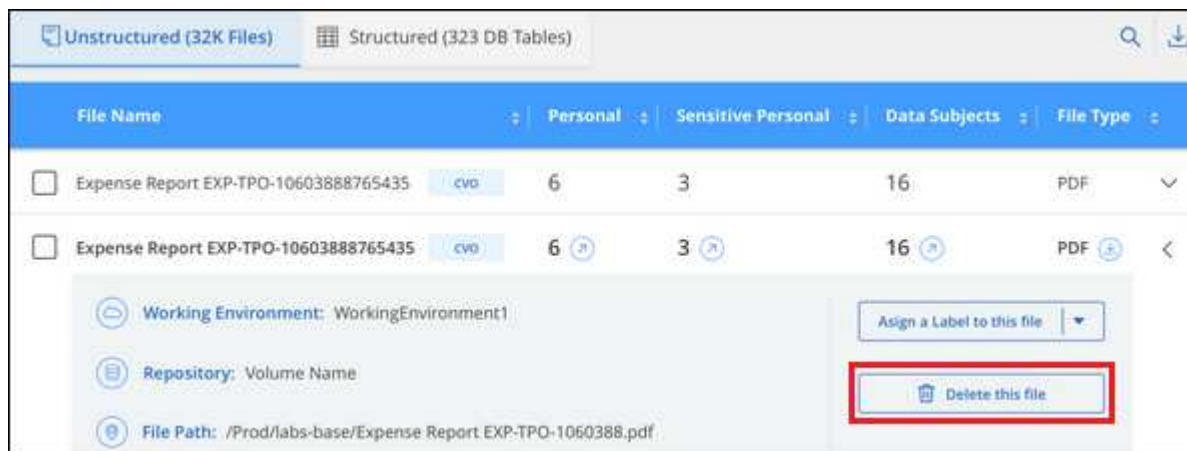 Unstructured (32K Files) Structured (323 DB Tables)
File Name Personal Sensitive Personal Data Subjects File Type
Expense Report EXP-TPO-10603888765435 CVO 6 3 16 PDF
Expense Report EXP-TPO-10603888765435 CVO 6 3 16 PDF
Working Environment: WorkingEnvironment1 Asign a Label to this file
Repository: Volume Name Delete this file
File Path: /Prod/labs-base/Expense Report EXP-TPO-1060388.pdf